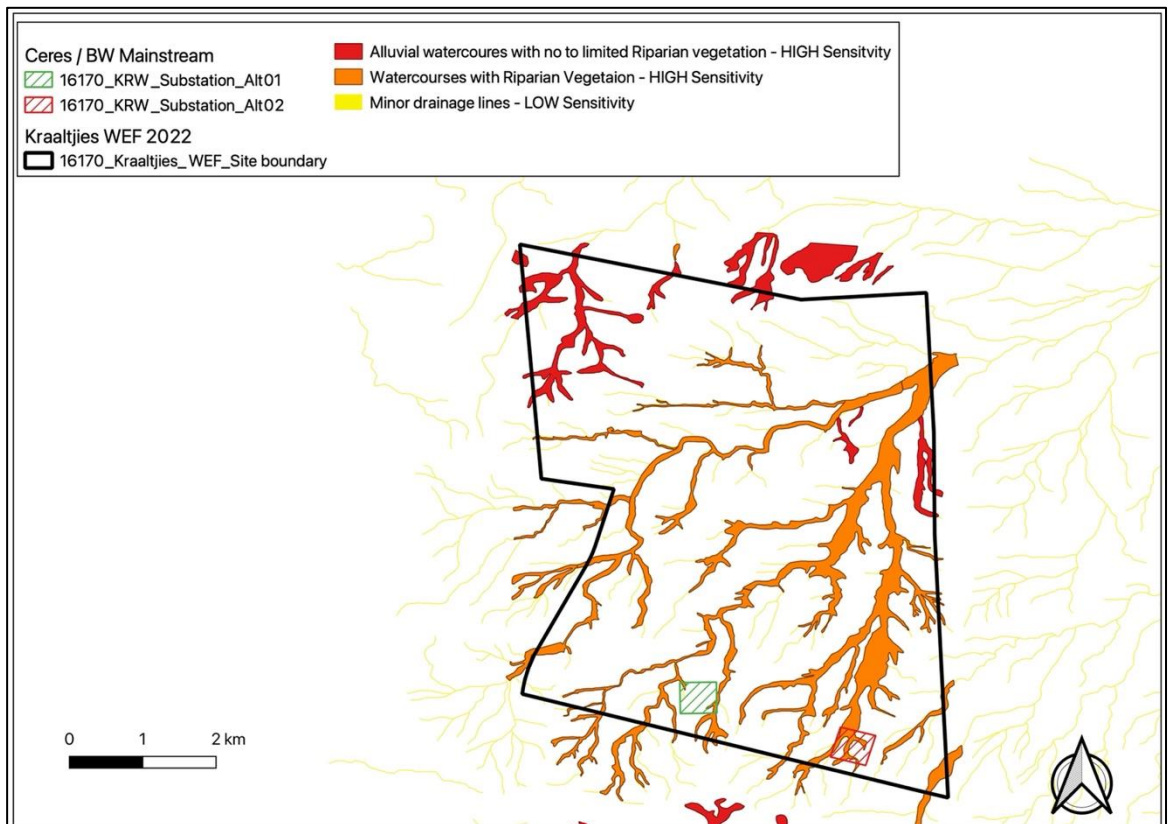 Ceres / BW Mainstream
16170_KRW_Substation_Alt01
16170_KRW_Substation_Alt02
Kraaltjies WEF 2022
16170_Kraaltjies_WEF_Site boundary
Alluvial watercoures with no to limited Riparian vegetation - HIGH Sensitvity
Watercourses with Riparian Vegetaion - HIGH Sensitivity
Minor drainage lines - LOW Sensitivity
0 1 2 km